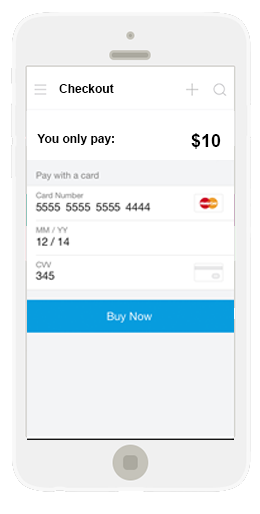 Checkout
You only pay: $10
Pay with a card
Card Number
5555 5555 5555 4444
MM / YY
12 / 14
CVV
345
Buy Now